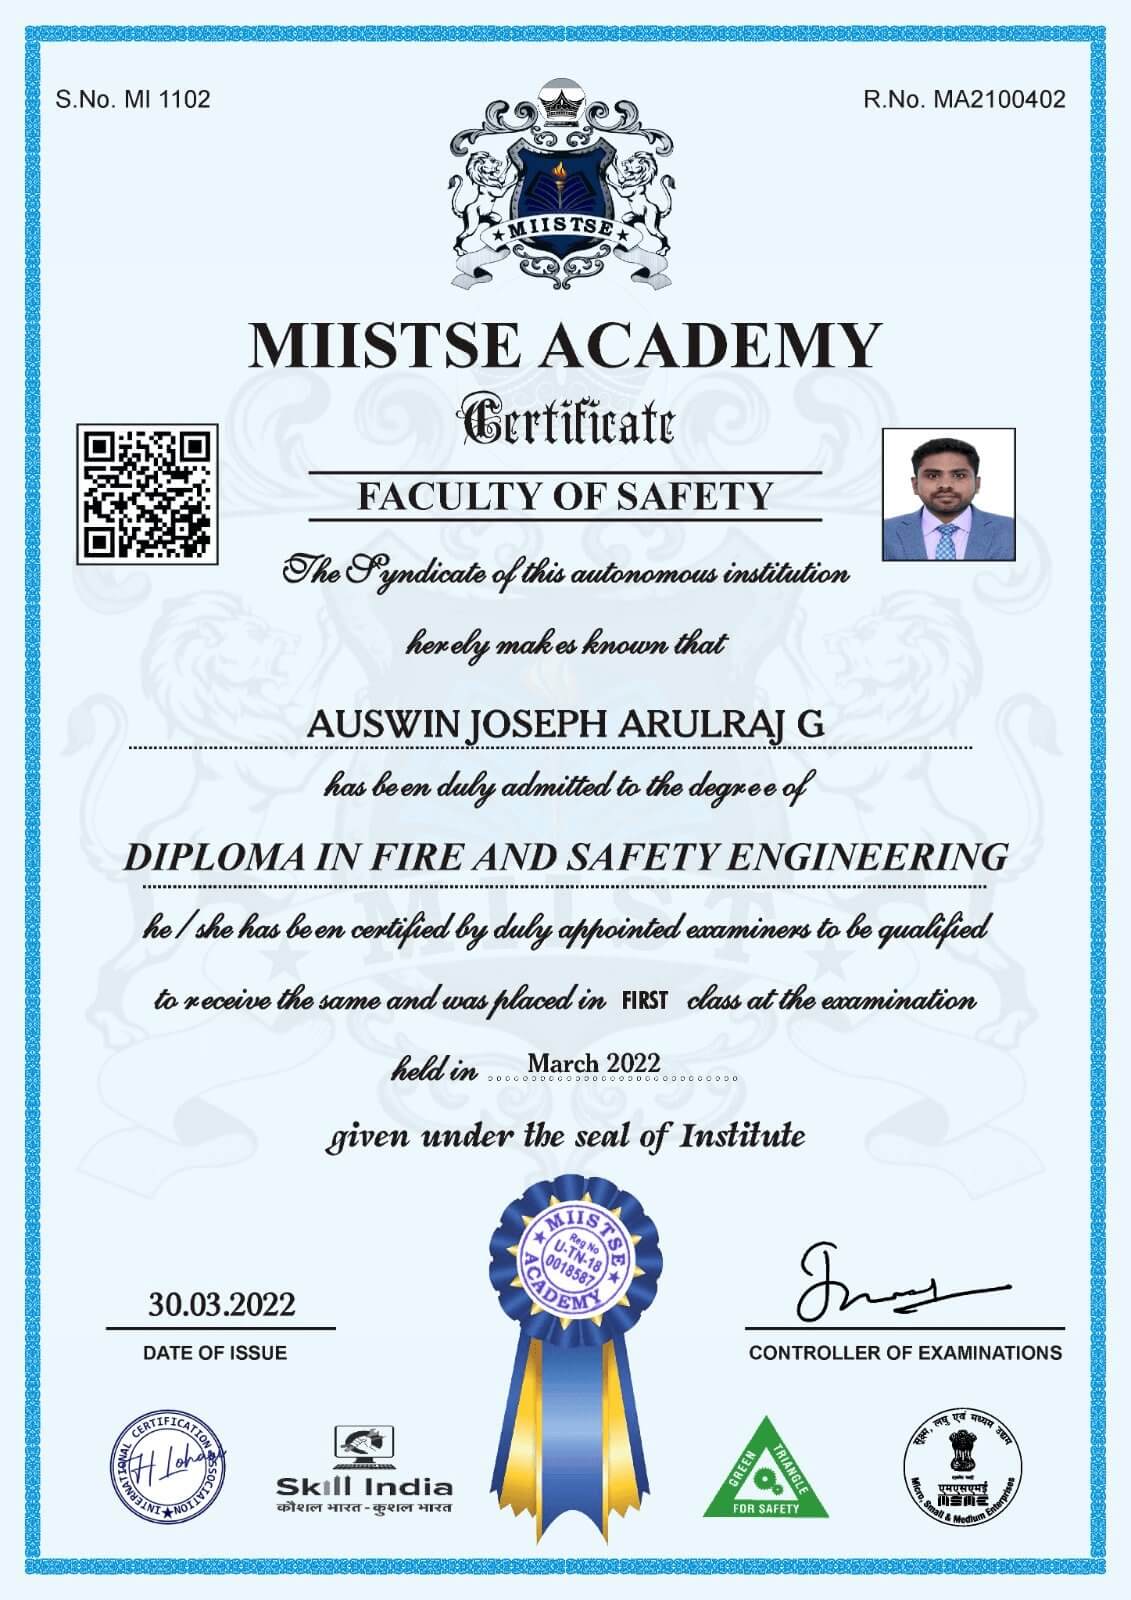 S.No. MI 1102
R.No. MA2100402
★ MIISTSE ★
MIISTSE ACADEMY
Certificate
FACULTY OF SAFETY
The Syndicate of this autonomous institution
herely makes known that
AUSWIN JOSEPH ARULRAJ G
has been duly admitted to the degree of
DIPLOMA IN FIRE AND SAFETY ENGINEERING
he / she has been certified by duly appointed examiners to be qualified
to receive the same and was placed in FIRST class at the examination
held in March 2022
given under the seal of Institute
★ MIISTSE ★
Reg No
U-TN-18
0018587
ACADEMY
30.03.2022
DATE OF ISSUE
CONTROLLER OF EXAMINATIONS
INTERNATIONAL CERTIFICATION ASSOCIATION
Skill India
कौशल भारत - कुशल भारत
GREEN TRIANGLE
FOR SAFETY
सूक्ष्म, लघु एवं मध्यम उद्यम
एमएसएमई
MSME
Micro, Small & Medium Enterprises